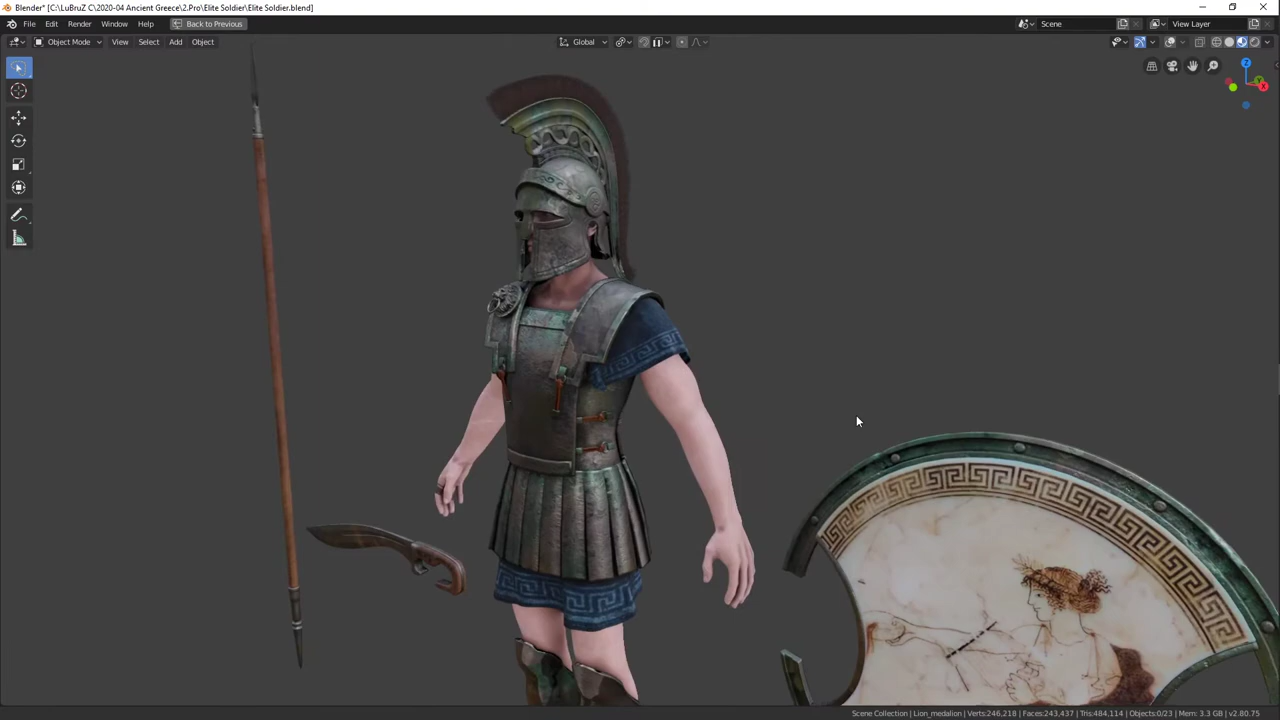 Blender* [C:\LuBruZ C\2020-04 Ancient Greece\2.Pro\Elite Soldier\Elite Soldier.blend]
File Edit Render Window Help Back to Previous Scene View Layer
Object Mode View Select Add Object Global
Z
Y
X
Scene Collection | Lion_medalion | Verts:246,218 | Faces:243,437 | Tris:484,114 | Objects:0/23 | Mem: 3.3 GB | v2.80.75